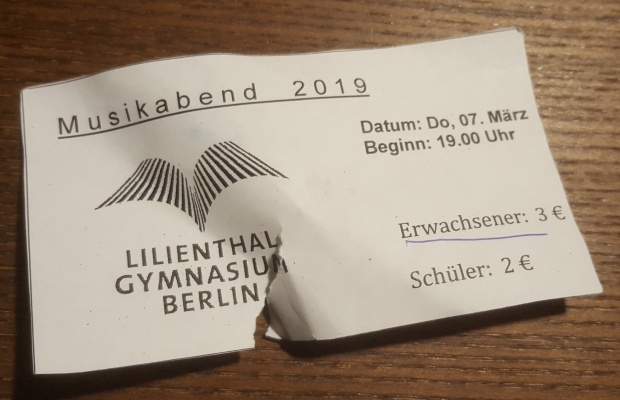 Musikabend 2019
Datum: Do, 07. März
Beginn: 19.00 Uhr
LILIENTHAL
GYMNASIUM
BERLIN
Erwachsener: 3 €
Schüler: 2 €